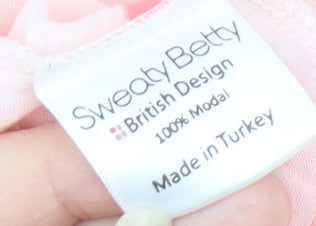 Sweaty Betty
British Design
100% Modal
Made in Turkey